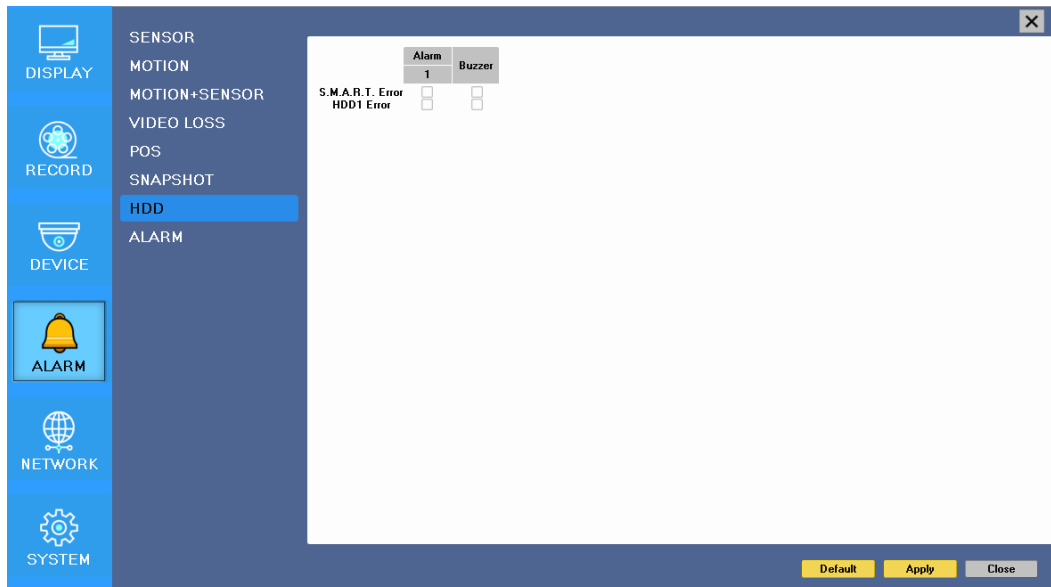 DISPLAY
RECORD
DEVICE
ALARM
NETWORK
SYSTEM
SENSOR
MOTION
MOTION+SENSOR
VIDEO LOSS
POS
SNAPSHOT
HDD
ALARM
Alarm Buzzer
1
S.M.A.R.T. Error
HDD1 Error
Default Apply Close